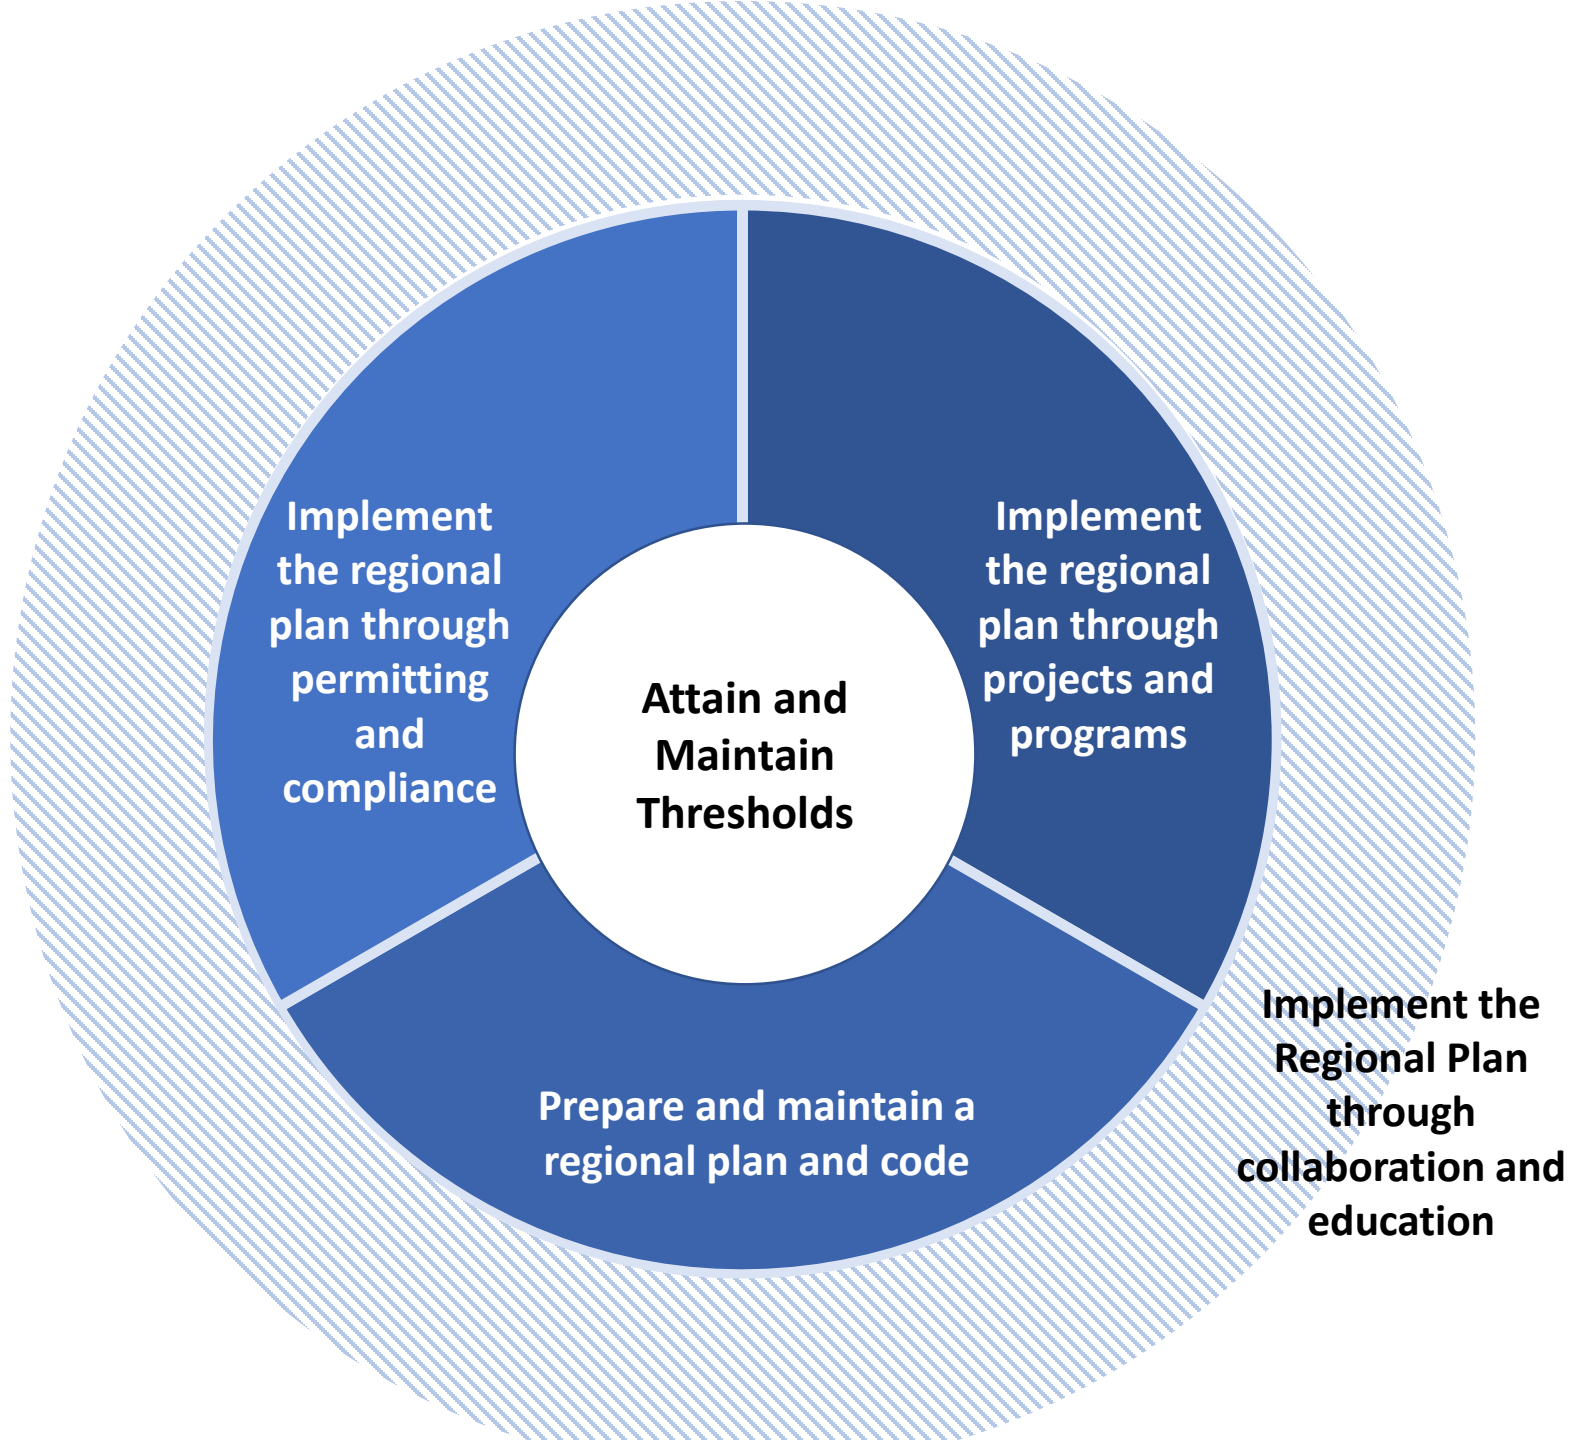 Implement
the regional
plan through
permitting
and
compliance
Implement
the regional
plan through
projects and
programs
Attain and
Maintain
Thresholds
Prepare and maintain a
regional plan and code
Implement the
Regional Plan
through
collaboration and
education